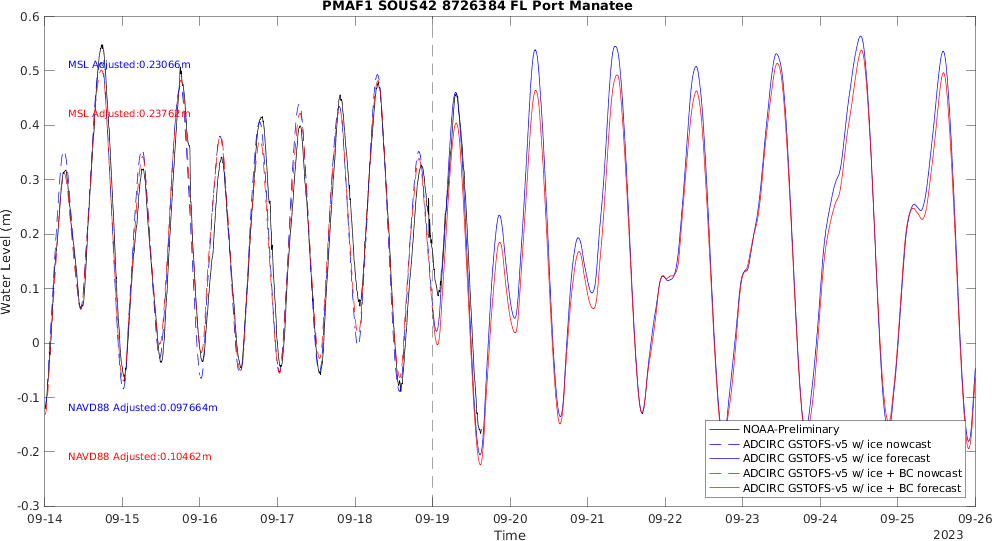 PMAF1 SOUS42 8726384 FL Port Manatee
0.6
0.5
0.4
0.3
0.2
0.1
0
-0.1
-0.2
-0.3
Water Level (m)
MSL Adjusted:0.23066m
MSL Adjusted:0.23762m
NAVD88 Adjusted:0.097664m
NAVD88 Adjusted:0.10462m
NOAA-Preliminary
ADCIRC GSTOFS-v5 w/ ice nowcast
ADCIRC GSTOFS-v5 w/ ice forecast
ADCIRC GSTOFS-v5 w/ ice + BC nowcast
ADCIRC GSTOFS-v5 w/ ice + BC forecast
09-14 09-15 09-16 09-17 09-18 09-19 09-20 09-21 09-22 09-23 09-24 09-25 09-26
Time
2023